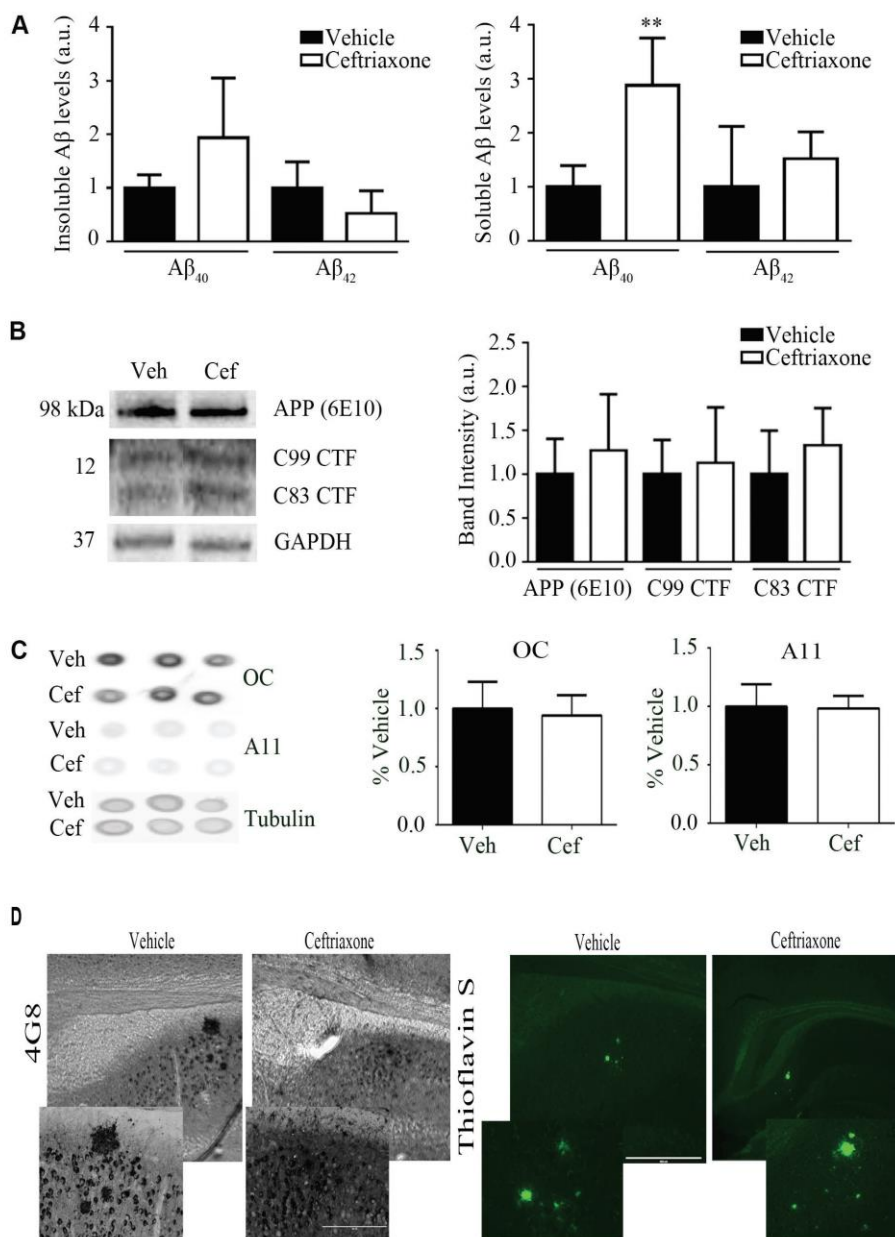 A
Insoluble Aβ levels (a.u.)
4
3
2
1
0
Vehicle
Ceftriaxone
Aβ40
Aβ42
Soluble Aβ levels (a.u.)
4
3
2
1
0
**
Vehicle
Ceftriaxone
Aβ40
Aβ42
B
Veh Cef
98 kDa APP (6E10)
12 C99 CTF
C83 CTF
37 GAPDH
Band Intensity (a.u.)
2.5
2.0
1.5
1.0
0.5
0.0
Vehicle
Ceftriaxone
APP (6E10) C99 CTF C83 CTF
C
Veh
OC
Cef
Veh
A11
Cef
Veh
Tubulin
Cef
OC
% Vehicle
1.5
1.0
0.5
0.0
Veh Cef
A11
% Vehicle
1.5
1.0
0.5
0.0
Veh Cef
D
Vehicle Ceftriaxone
4G8
Vehicle Ceftriaxone
Thioflavin S